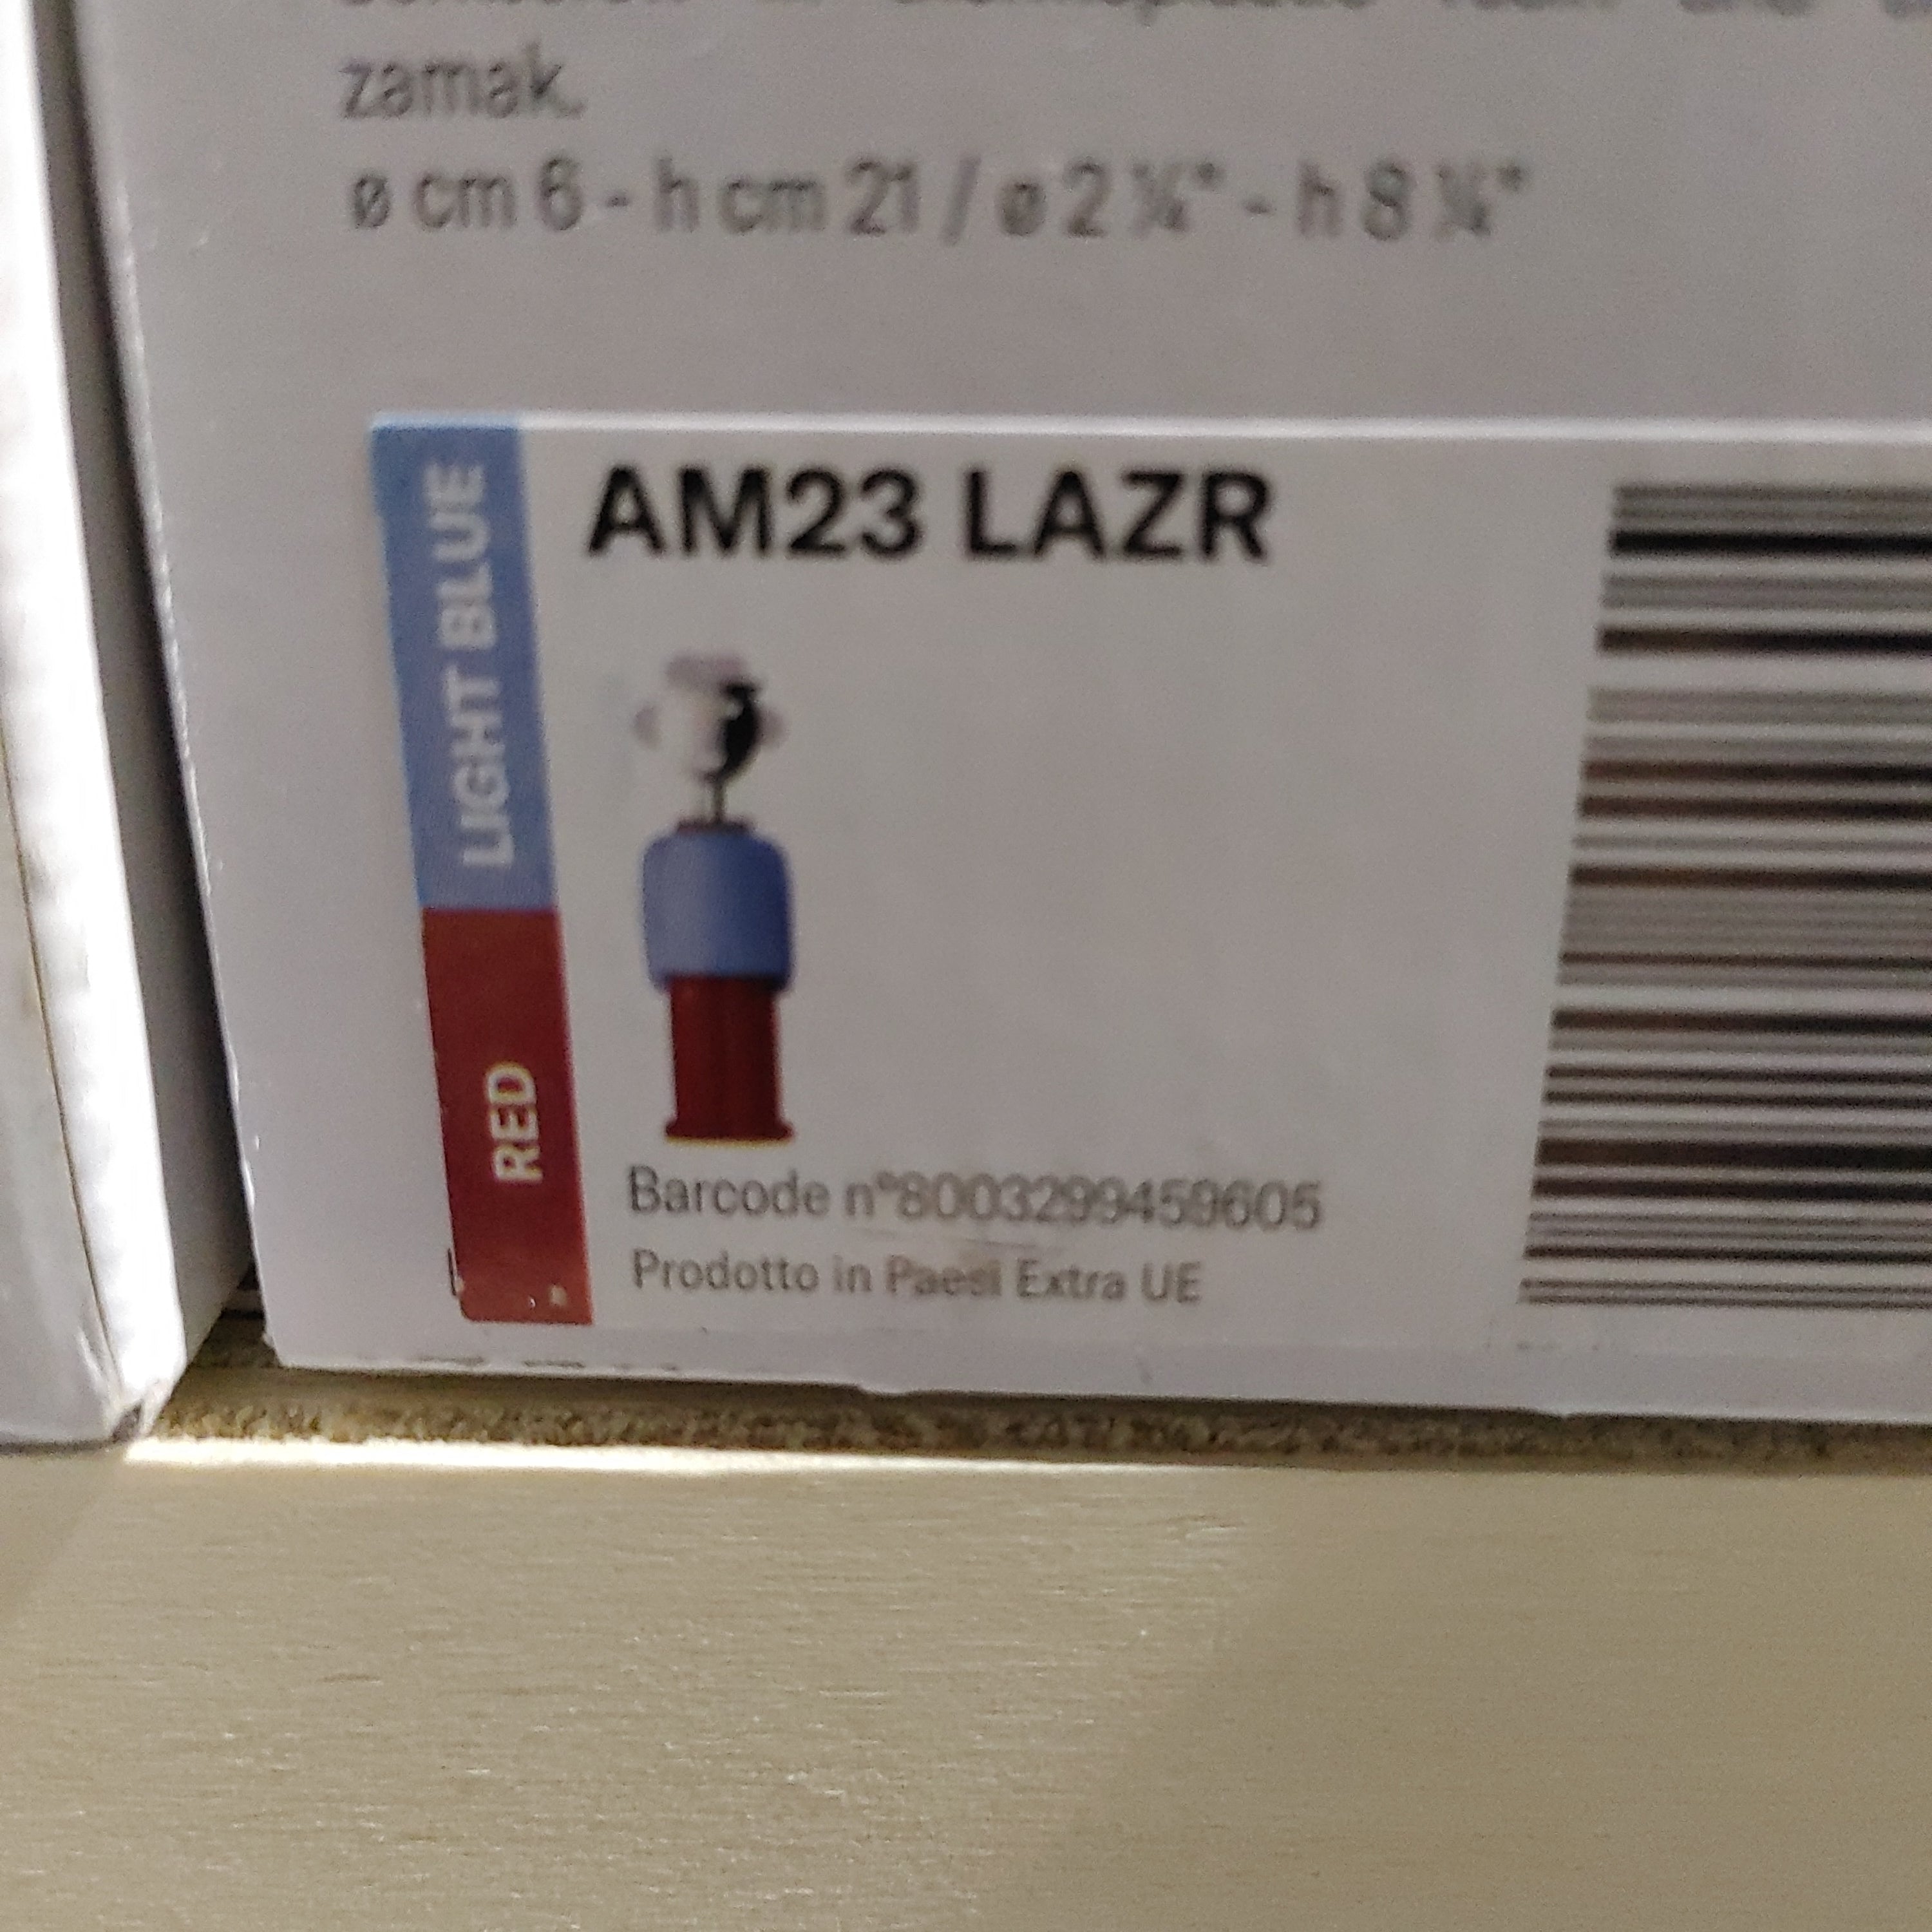 zamak.
ø cm 6 - h cm 21 / ø 2 ¼" - h 8 ¼"
LIGHT BLUE
RED
AM23 LAZR
Barcode n°8003299459605
Prodotto in Paesi Extra UE